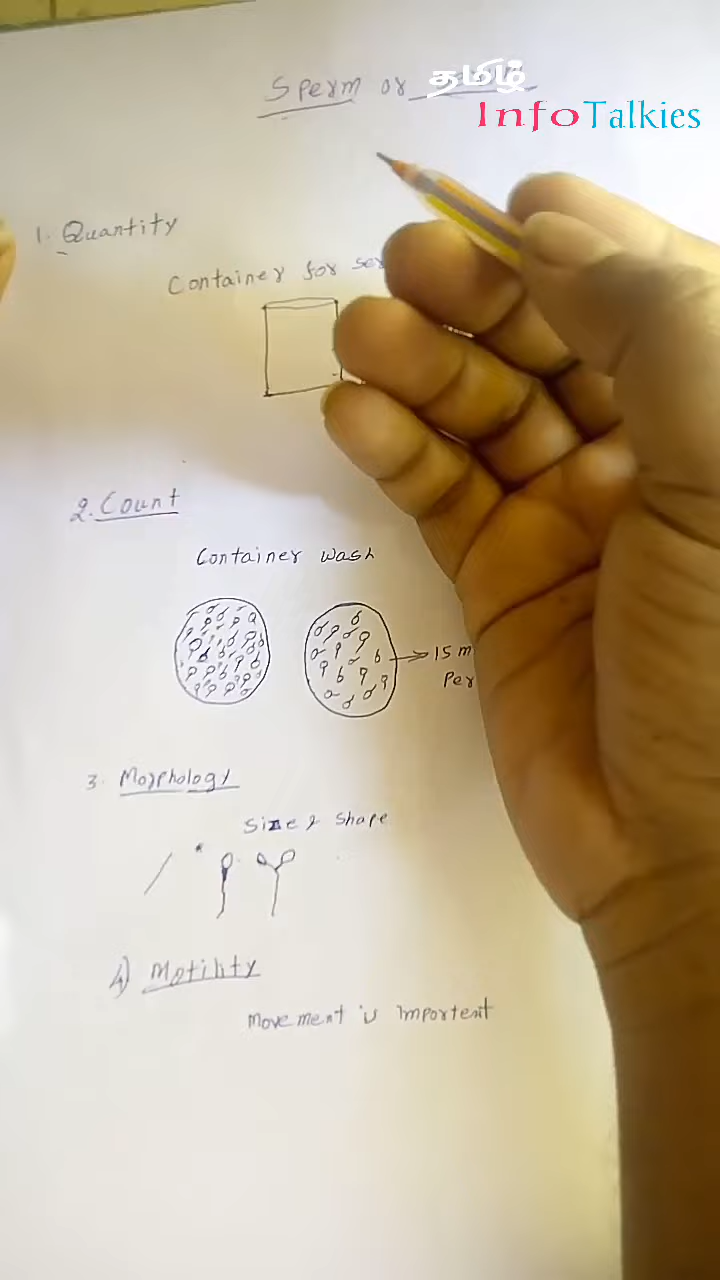 Sperm or
தமிழ்
InfoTalkies
1. Quantity
Container for
2. Count
Container wash
15 m
Per
3. Morphology
Size & Shape
4) Motility
Movement is importent